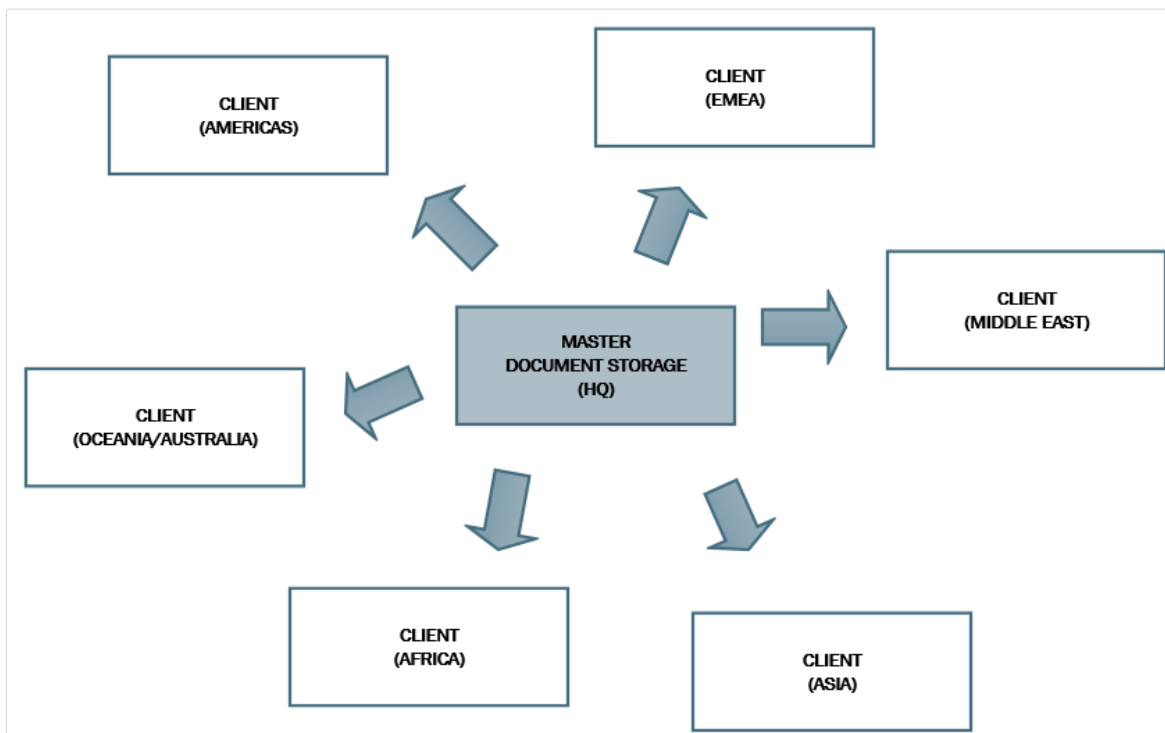 CLIENT
(AMERICAS)
CLIENT
(EMEA)
CLIENT
(MIDDLE EAST)
MASTER
DOCUMENT STORAGE
(HQ)
CLIENT
(OCEANIA/AUSTRALIA)
CLIENT
(AFRICA)
CLIENT
(ASIA)